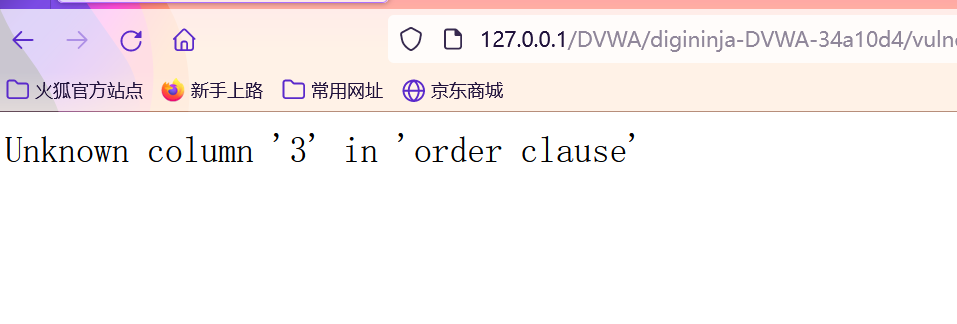 127.0.0.1/DVWA/digininja-DVWA-34a10d4/vuln
火狐官方站点 新手上路 常用网址 京东商城
Unknown column '3' in 'order clause'